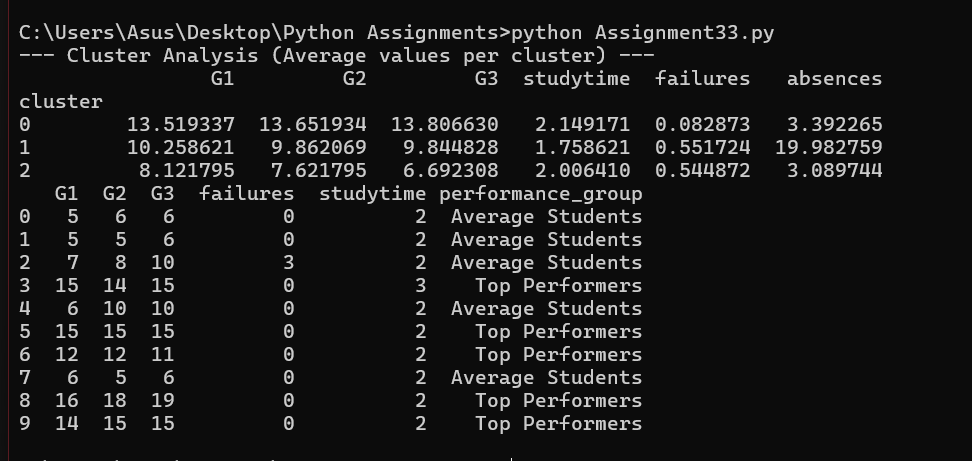 C:\Users\Asus\Desktop\Python Assignments>python Assignment33.py
--- Cluster Analysis (Average values per cluster) ---
                G1         G2         G3  studytime  failures   absences
cluster
0        13.519337  13.651934  13.806630   2.149171  0.082873   3.392265
1        10.258621   9.862069   9.844828   1.758621  0.551724  19.982759
2         8.121795   7.621795   6.692308   2.006410  0.544872   3.089744
   G1  G2  G3  failures  studytime performance_group
0   5   6   6         0          2  Average Students
1   5   5   6         0          2  Average Students
2   7   8  10         3          2  Average Students
3  15  14  15         0          3    Top Performers
4   6  10  10         0          2  Average Students
5  15  15  15         0          2    Top Performers
6  12  12  11         0          2    Top Performers
7   6   5   6         0          2  Average Students
8  16  18  19         0          2    Top Performers
9  14  15  15         0          2    Top Performers